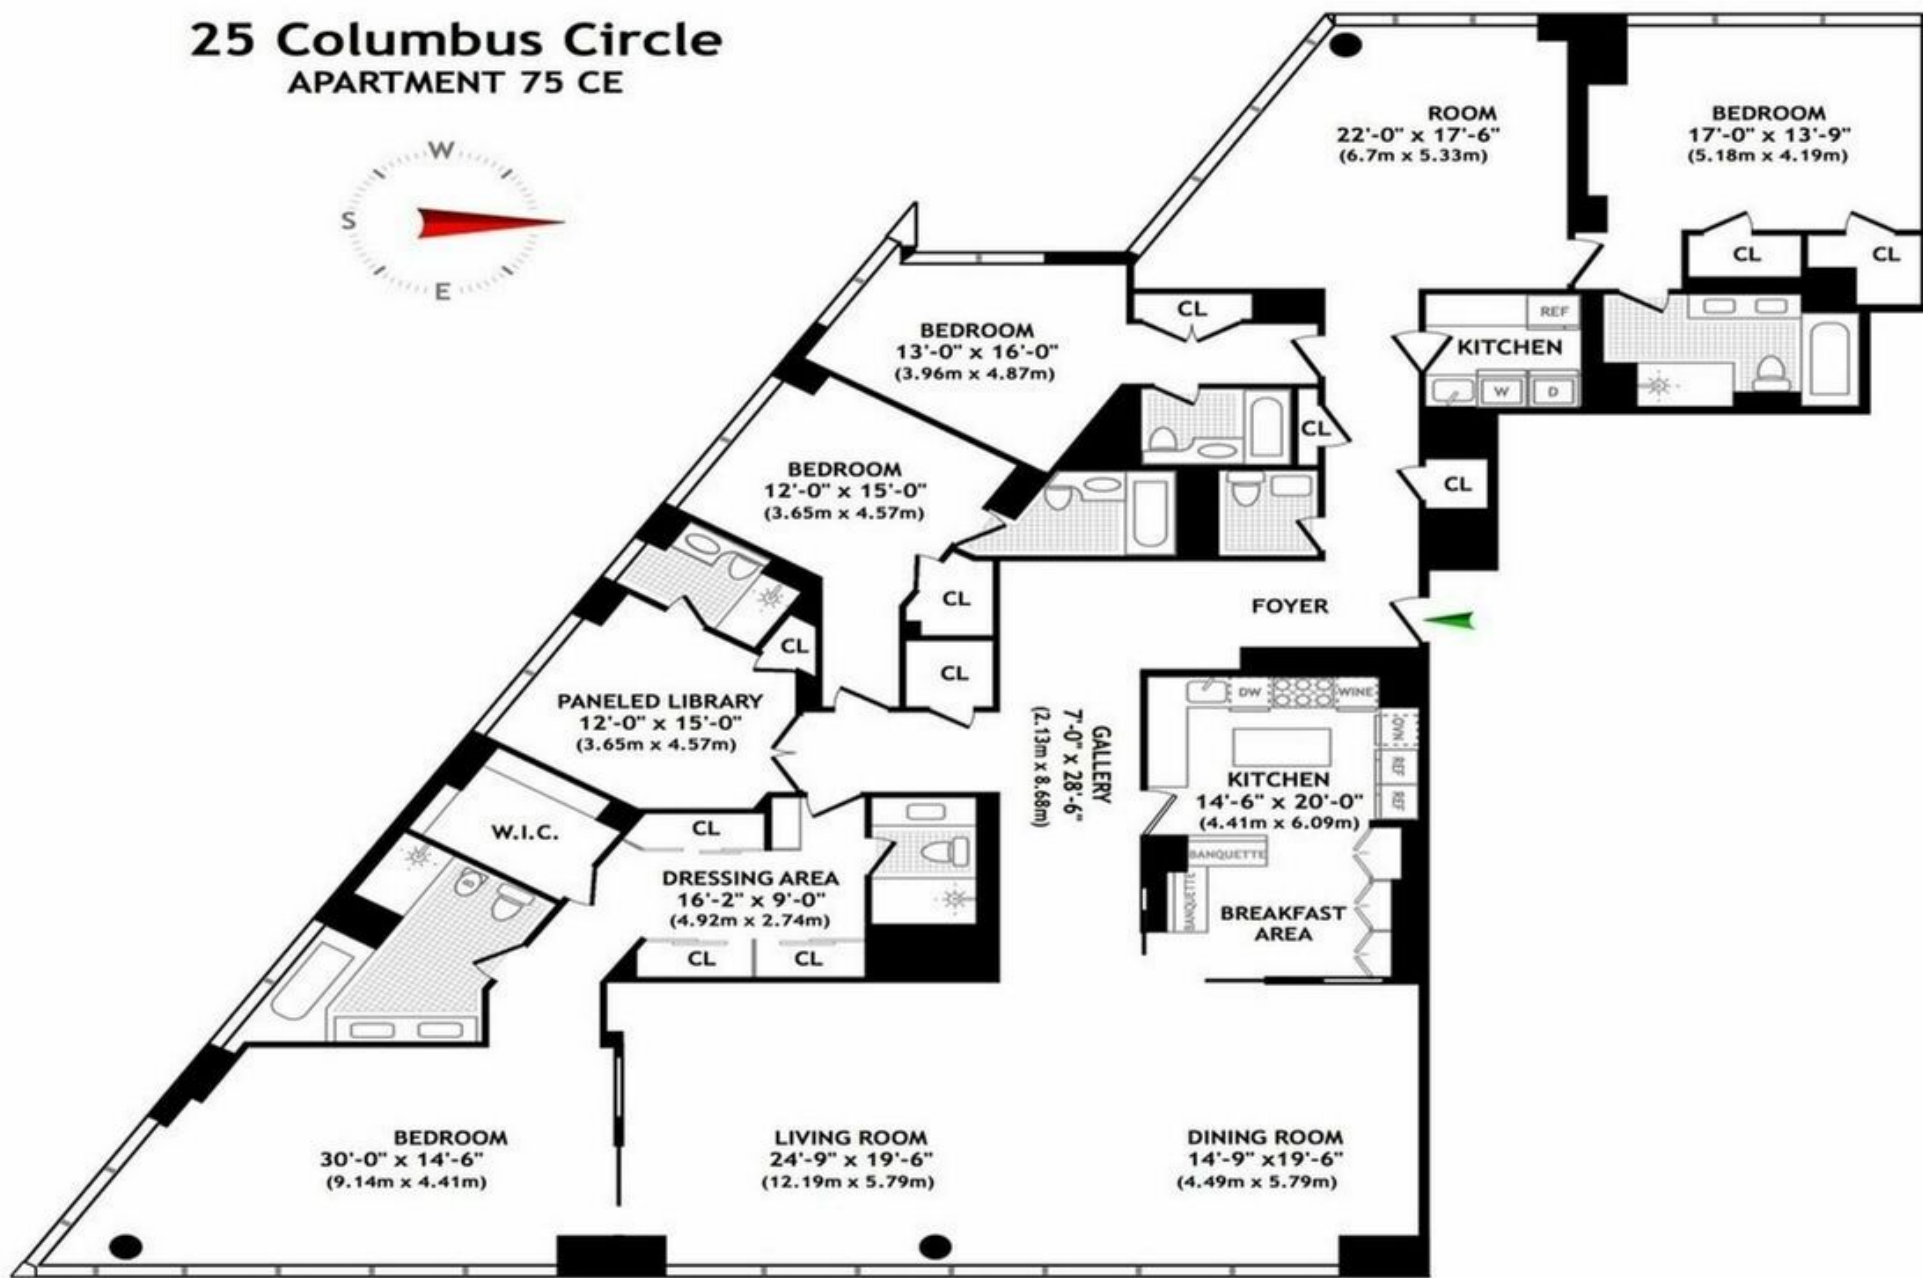 25 Columbus Circle
APARTMENT 75 CE
W
S
E
ROOM
22'-0" x 17'-6"
(6.7m x 5.33m)
BEDROOM
17'-0" x 13'-9"
(5.18m x 4.19m)
CL
CL
CL
REF
KITCHEN
W
D
BEDROOM
13'-0" x 16'-0"
(3.96m x 4.87m)
CL
CL
BEDROOM
12'-0" x 15'-0"
(3.65m x 4.57m)
CL
CL
CL
FOYER
PANELED LIBRARY
12'-0" x 15'-0"
(3.65m x 4.57m)
GALLERY
7'-0" x 28'-6"
(2.13m x 8.68m)
DW
WINE
OVN
REF
REF
KITCHEN
14'-6" x 20'-0"
(4.41m x 6.09m)
BANQUETTE
BANQUETTE
BREAKFAST
AREA
W.I.C.
CL
DRESSING AREA
16'-2" x 9'-0"
(4.92m x 2.74m)
CL
CL
BEDROOM
30'-0" x 14'-6"
(9.14m x 4.41m)
LIVING ROOM
24'-9" x 19'-6"
(12.19m x 5.79m)
DINING ROOM
14'-9" x19'-6"
(4.49m x 5.79m)